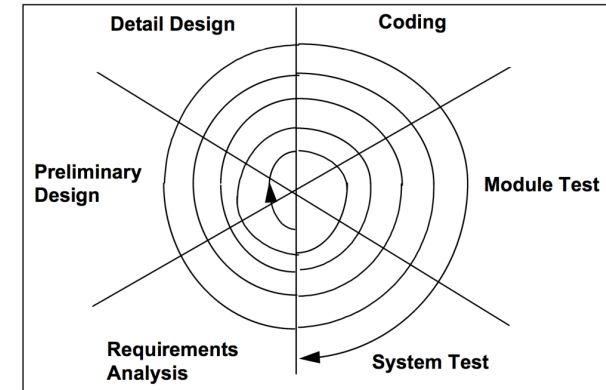 Detail Design
Coding
Preliminary
Design
Module Test
Requirements
Analysis
System Test